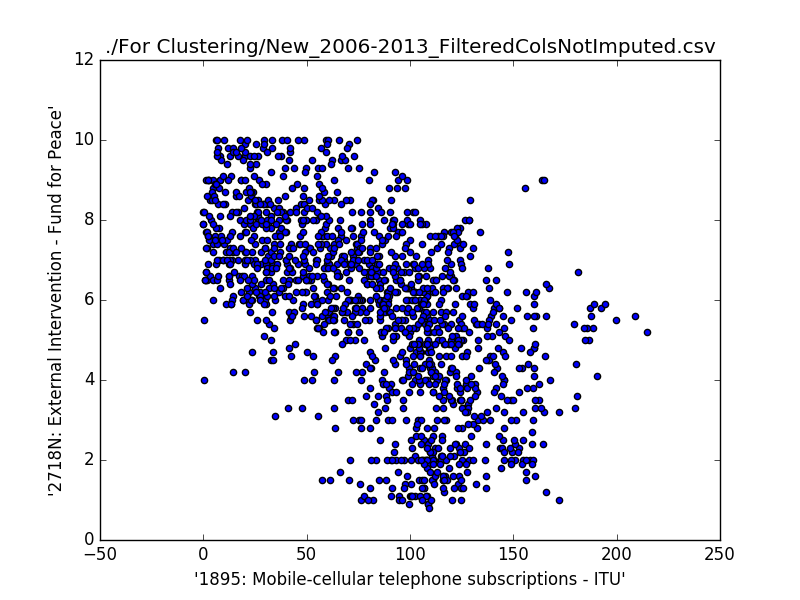 ./For Clustering/New_2006-2013_FilteredColsNotImputed.csv
'2718N: External Intervention - Fund for Peace'
12
10
8
6
4
2
0
−50 0 50 100 150 200 250
'1895: Mobile-cellular telephone subscriptions - ITU'